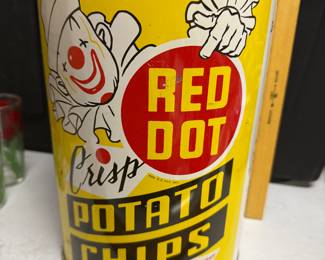 RED
DOT
Crisp
POTATO
CHIPS